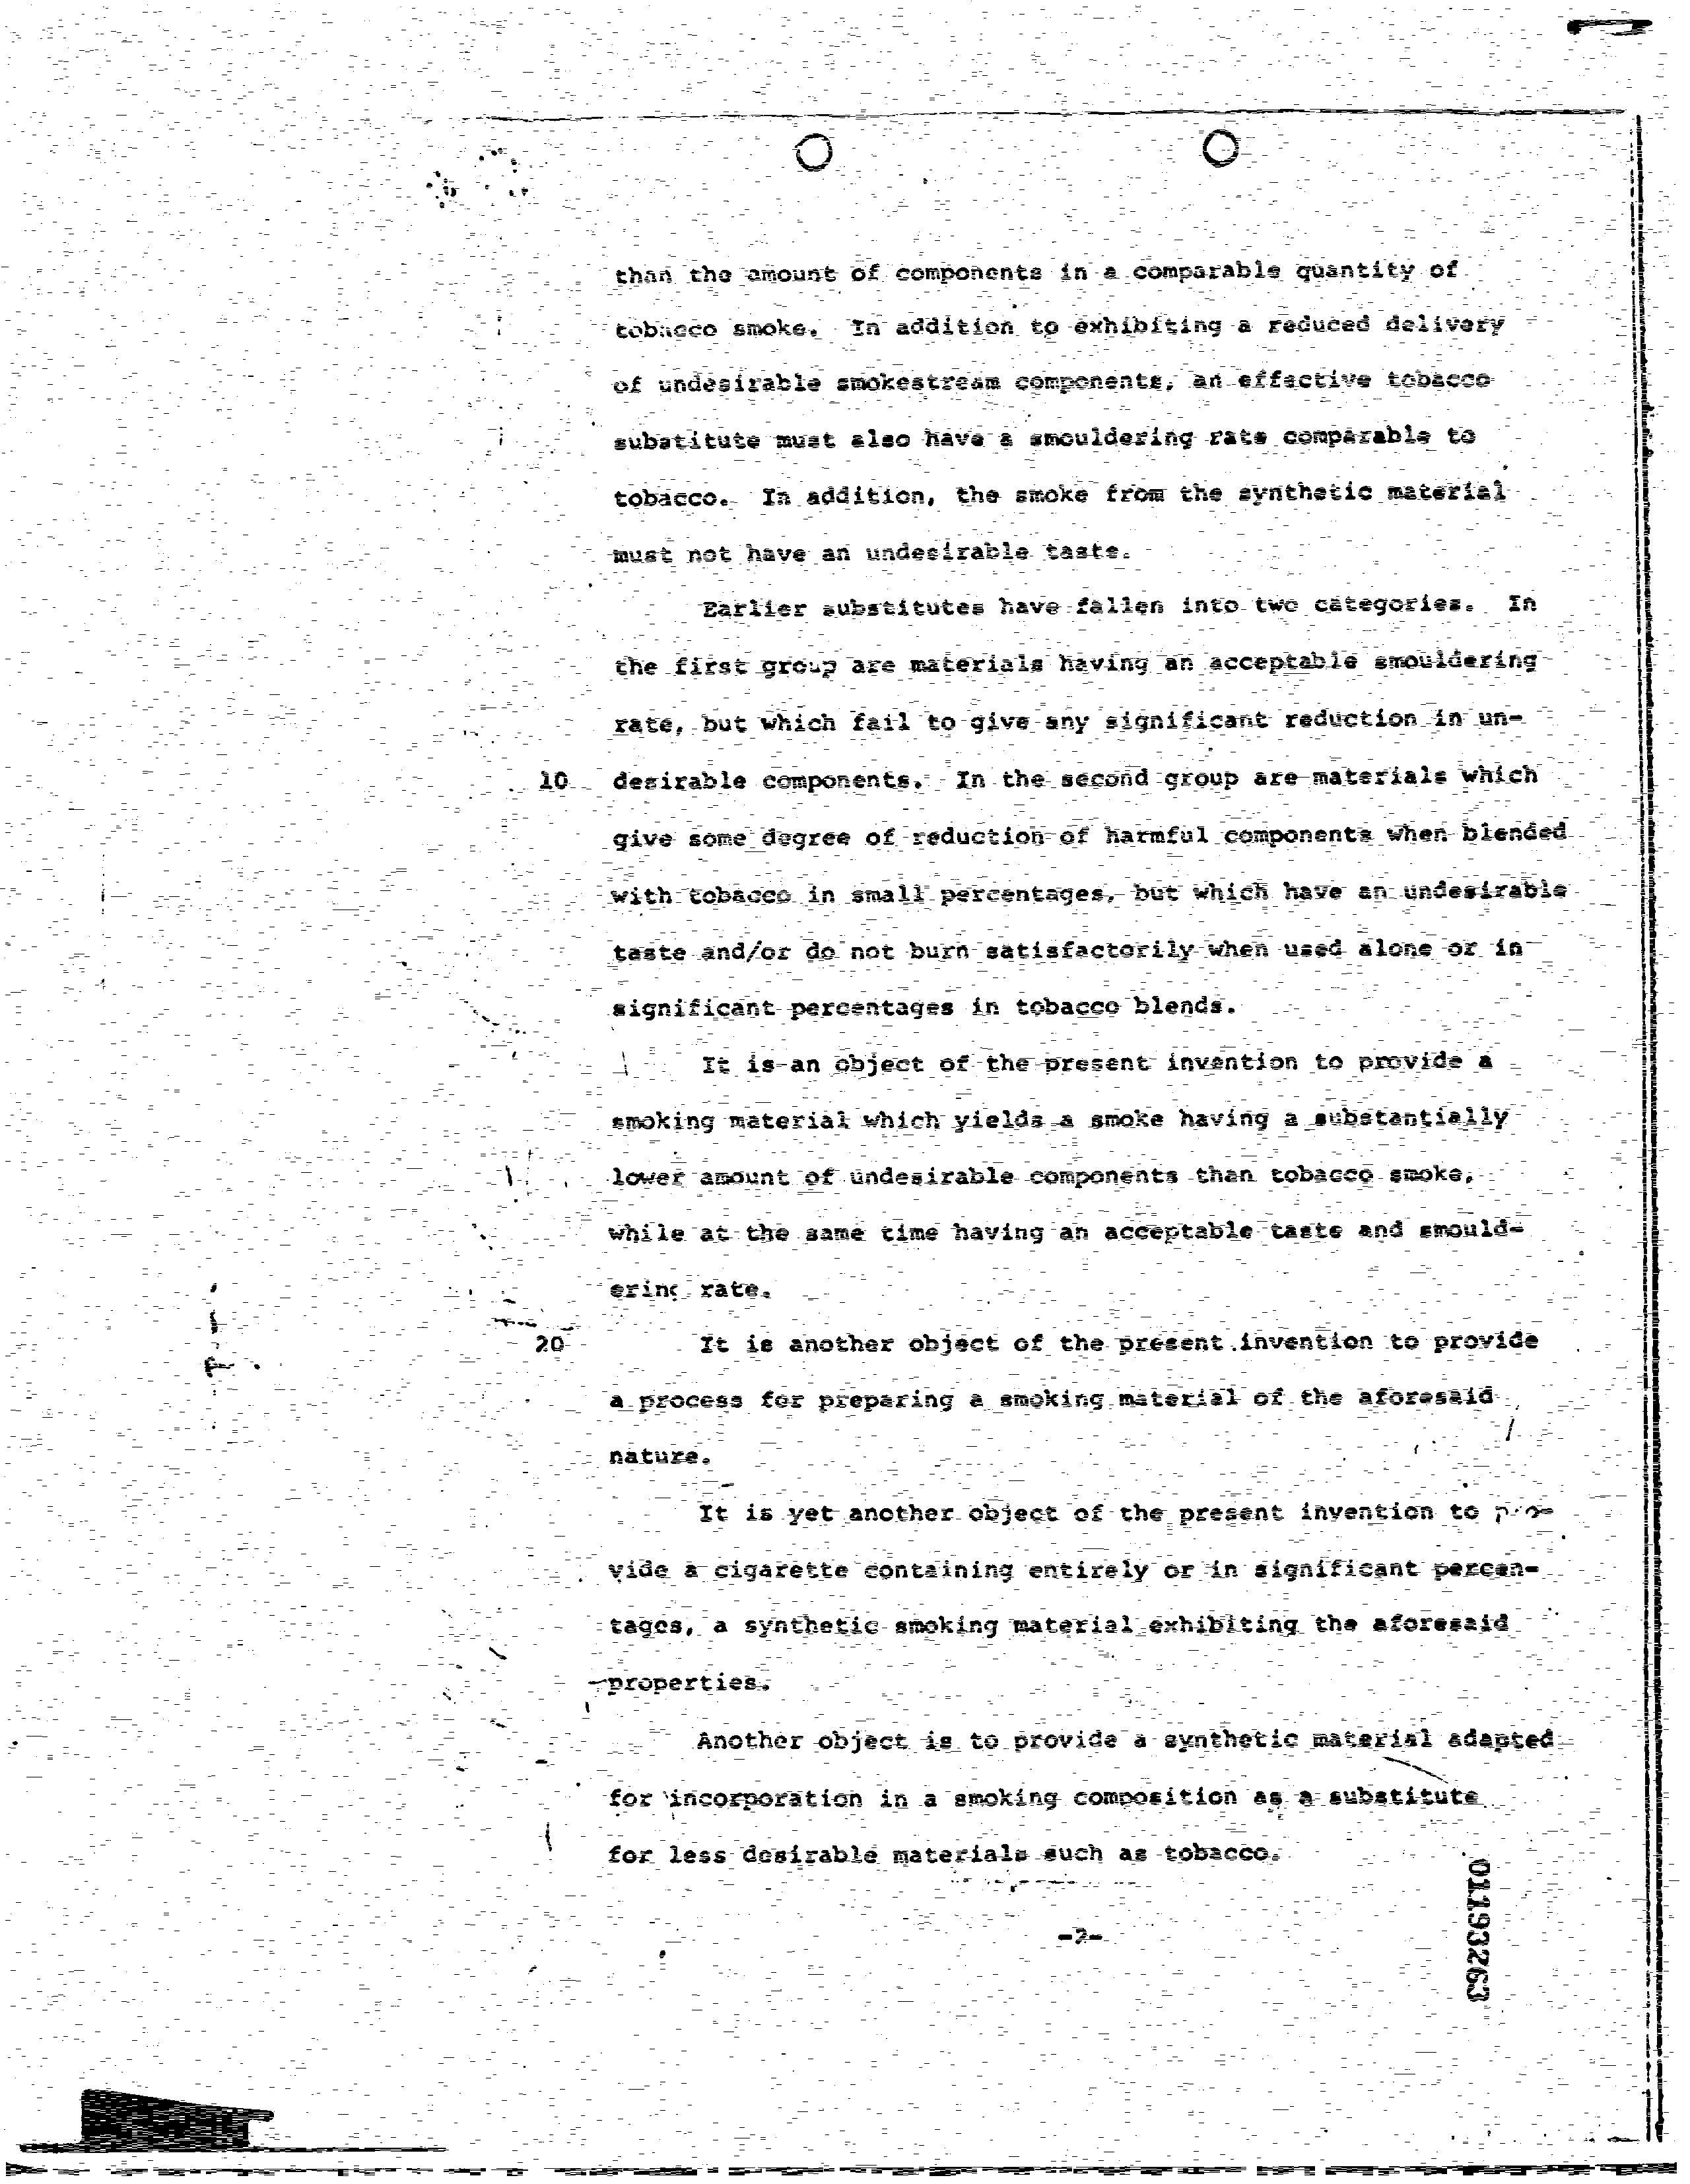 than the amount of components in a comparable quantity of
tobacco smoke. In addition to exhibiting a reduced delivery
of undesirable smokestream components, an effective tobacco
substitute must also have a smouldering rate comparable to
tobacco. In addition, the smoke from the synthetic material
must not have an undesirable taste.
Earlier substitutes have fallen into two categories. In
the first group are materials having an acceptable smouldering
rate, but which fail to give any significant reduction in un-
10 desirable components. In the second group are materials which
give some degree of reduction of harmful components when blended
with tobacco in small percentages, but which have an undesirable
taste and/or do not burn satisfactorily when used alone or in
significant percentages in tobacco blends.
It is an object of the present invention to provide a
smoking material which yields a smoke having a substantially
lower amount of undesirable components than tobacco smoke,
while at the same time having an acceptable taste and mould-
ering rate.
20 It is another object of the present invention to provide
a process for preparing a smoking material of the aforesaid
nature.
It is yet another object of the present invention to pro-
vide a cigarette containing entirely or in significant percen-
tages, a synthetic smoking material exhibiting the aforesaid
properties.
Another object is to provide a synthetic material adapted
for incorporation in a smoking composition as a substitute
for less desirable materials such as tobacco.
-2-
01193263